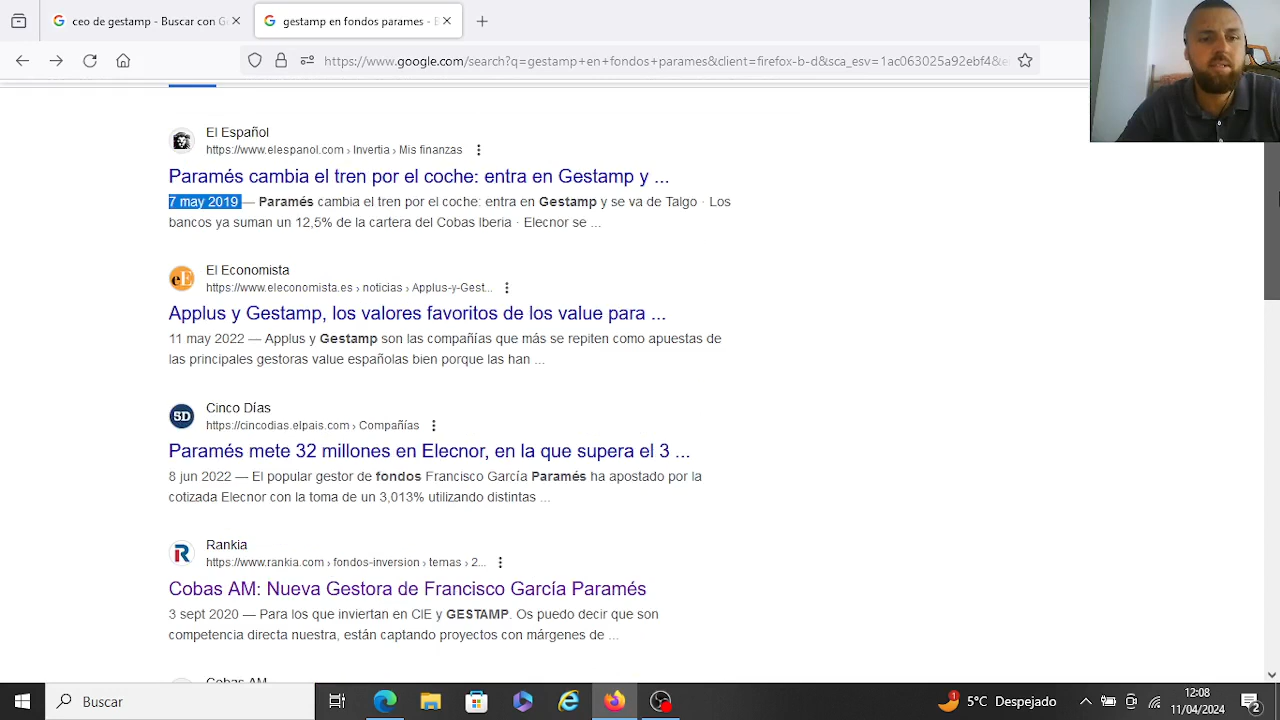 ceo de gestamp - Buscar con G
gestamp en fondos parames - B
https://www.google.com/search?q=gestamp+en+fondos+parames&client=firefox-b-d&sca_esv=1ac063025a92ebf4&e
El Español
https://www.elespanol.com › Invertia › Mis finanzas
Paramés cambia el tren por el coche: entra en Gestamp y ...
7 may 2019 — Paramés cambia el tren por el coche: entra en Gestamp y se va de Talgo · Los
bancos ya suman un 12,5% de la cartera del Cobas Iberia · Elecnor se ...
El Economista
https://www.eleconomista.es › noticias › Applus-y-Gest...
Applus y Gestamp, los valores favoritos de los value para ...
11 may 2022 — Applus y Gestamp son las compañías que más se repiten como apuestas de
las principales gestoras value españolas bien porque las han ...
5D
Cinco Días
https://cincodias.elpais.com › Compañías
Paramés mete 32 millones en Elecnor, en la que supera el 3 ...
8 jun 2022 — El popular gestor de fondos Francisco García Paramés ha apostado por la
cotizada Elecnor con la toma de un 3,013% utilizando distintas ...
Rankia
https://www.rankia.com › fondos-inversion › temas › 2...
Cobas AM: Nueva Gestora de Francisco García Paramés
3 sept 2020 — Para los que inviertan en CIE y GESTAMP. Os puedo decir que son
competencia directa nuestra, están captando proyectos con márgenes de ...
Cobas AM
Buscar
1
5°C Despejado
12:08
11/04/2024
2